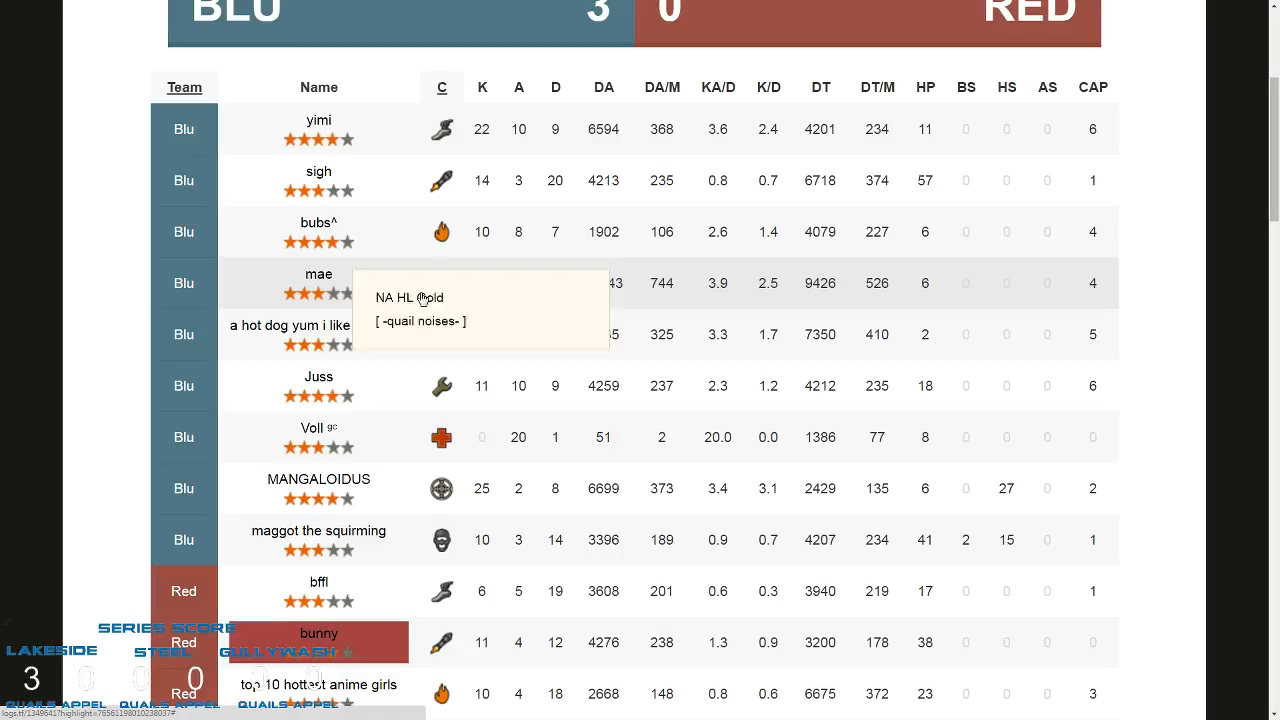 BLU 3 0 RED
Team Name C K A D DA DA/M KA/D K/D DT DT/M HP BS HS AS CAP
Blu yimi 22 10 9 6594 368 3.6 2.4 4201 234 11 0 0 0 6
Blu sigh 14 3 20 4213 235 0.8 0.7 6718 374 57 0 0 0 1
Blu bubs^ 10 8 7 1902 106 2.6 1.4 4079 227 6 0 0 0 4
Blu mae 43 744 3.9 2.5 9426 526 6 0 0 0 4
NA HL
[ -quail noises- ]
Blu a hot dog yum i like 5 325 3.3 1.7 7350 410 2 0 0 0 5
Blu Juss 11 10 9 4259 237 2.3 1.2 4212 235 18 0 0 0 6
Blu Voll gc 0 20 1 51 2 20.0 0.0 1386 77 8 0 0 0 0
Blu MANGALOIDUS 25 2 8 6699 373 3.4 3.1 2429 135 6 0 27 0 2
Blu maggot the squirming 10 3 14 3396 189 0.9 0.7 4207 234 41 2 15 0 1
Red bffl 6 5 19 3608 201 0.6 0.3 3940 219 17 0 0 0 1
Red bunny 11 4 12 4276 238 1.3 0.9 3200 178 38 0 0 0 0
Red top 10 hottest anime girls 10 4 18 2668 148 0.8 0.6 6675 372 23 0 0 0 3
SERIES SCORE
LAKESIDE STEEL GULLYWASH
3 0 0 0 0 0
QUAILS APPEL QUAILS APPEL QUAILS APPEL
logs.tf/1349641?highlight=76561198010238037#